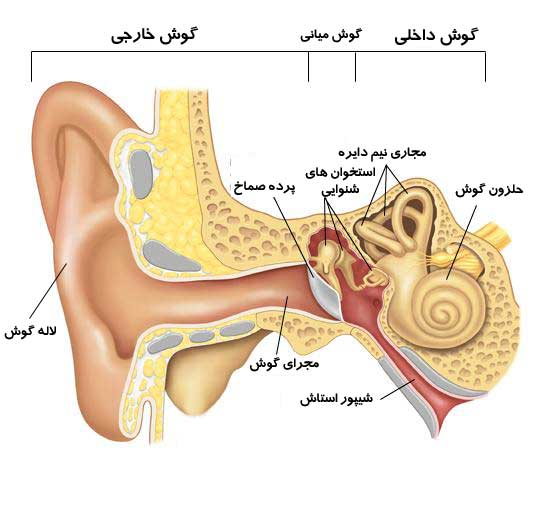 گوش داخلی
گوش میانی
گوش خارجی
مجاری نیم دایره
استخوان های
شنوایی
پرده صماخ
حلزون گوش
لاله گوش
مجرای گوش
شیپور استاش